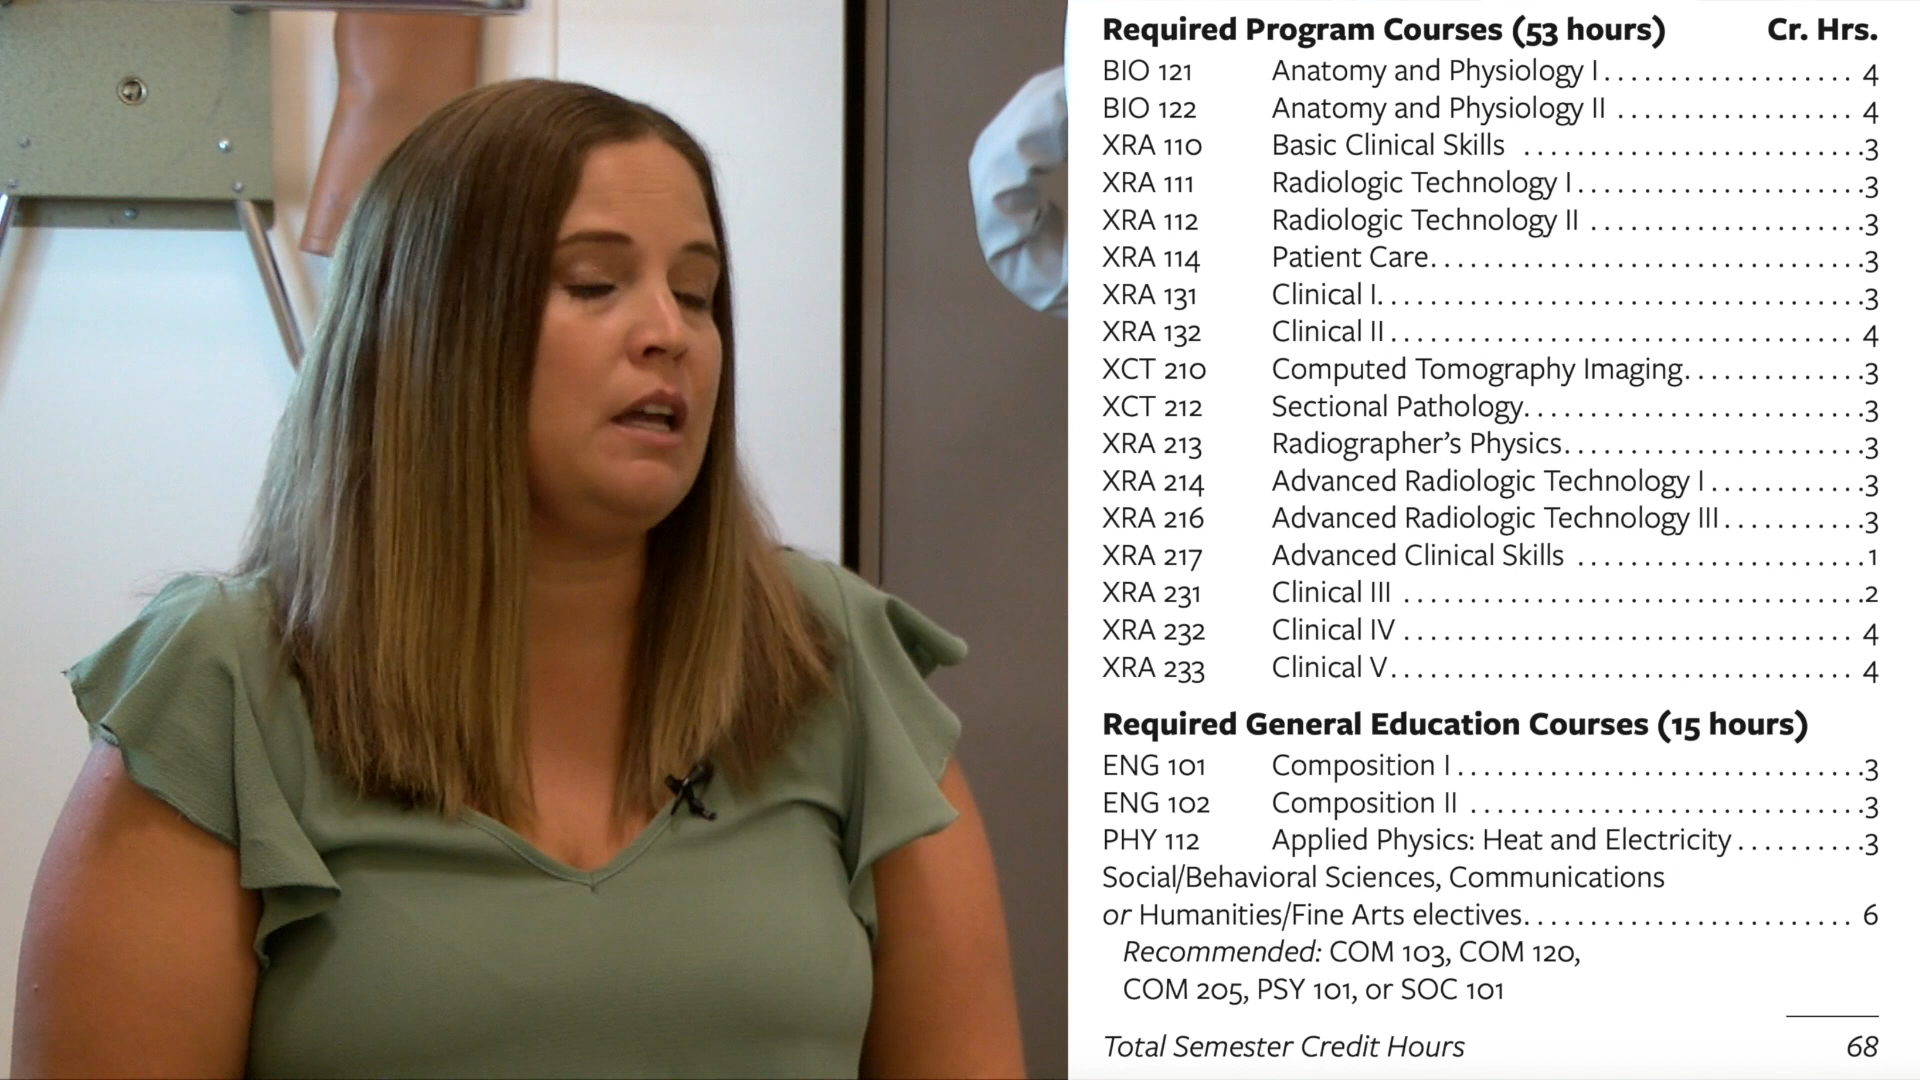 Required Program Courses (53 hours) Cr. Hrs.
BIO 121 Anatomy and Physiology I. . . . . . . . . . . . . . . . . . . 4
BIO 122 Anatomy and Physiology II . . . . . . . . . . . . . . . . . . 4
XRA 110 Basic Clinical Skills . . . . . . . . . . . . . . . . . . . . . . . . . .3
XRA 111 Radiologic Technology I. . . . . . . . . . . . . . . . . . . . . .3
XRA 112 Radiologic Technology II . . . . . . . . . . . . . . . . . . . . .3
XRA 114 Patient Care. . . . . . . . . . . . . . . . . . . . . . . . . . . . . . . . .3
XRA 131 Clinical I. . . . . . . . . . . . . . . . . . . . . . . . . . . . . . . . . . . . .3
XRA 132 Clinical II . . . . . . . . . . . . . . . . . . . . . . . . . . . . . . . . . . . 4
XCT 210 Computed Tomography Imaging. . . . . . . . . . . . . .3
XCT 212 Sectional Pathology. . . . . . . . . . . . . . . . . . . . . . . . . .3
XRA 213 Radiographer’s Physics. . . . . . . . . . . . . . . . . . . . . . .3
XRA 214 Advanced Radiologic Technology I . . . . . . . . . . . .3
XRA 216 Advanced Radiologic Technology III. . . . . . . . . . .3
XRA 217 Advanced Clinical Skills . . . . . . . . . . . . . . . . . . . . . .1
XRA 231 Clinical III . . . . . . . . . . . . . . . . . . . . . . . . . . . . . . . . . . .2
XRA 232 Clinical IV . . . . . . . . . . . . . . . . . . . . . . . . . . . . . . . . . . 4
XRA 233 Clinical V. . . . . . . . . . . . . . . . . . . . . . . . . . . . . . . . . . . 4
Required General Education Courses (15 hours)
ENG 101 Composition I . . . . . . . . . . . . . . . . . . . . . . . . . . . . . . .3
ENG 102 Composition II . . . . . . . . . . . . . . . . . . . . . . . . . . . . . .3
PHY 112 Applied Physics: Heat and Electricity . . . . . . . . . .3
Social/Behavioral Sciences, Communications
or Humanities/Fine Arts electives. . . . . . . . . . . . . . . . . . . . . . . . . 6
Recommended: COM 103, COM 120,
COM 205, PSY 101, or SOC 101
Total Semester Credit Hours 68